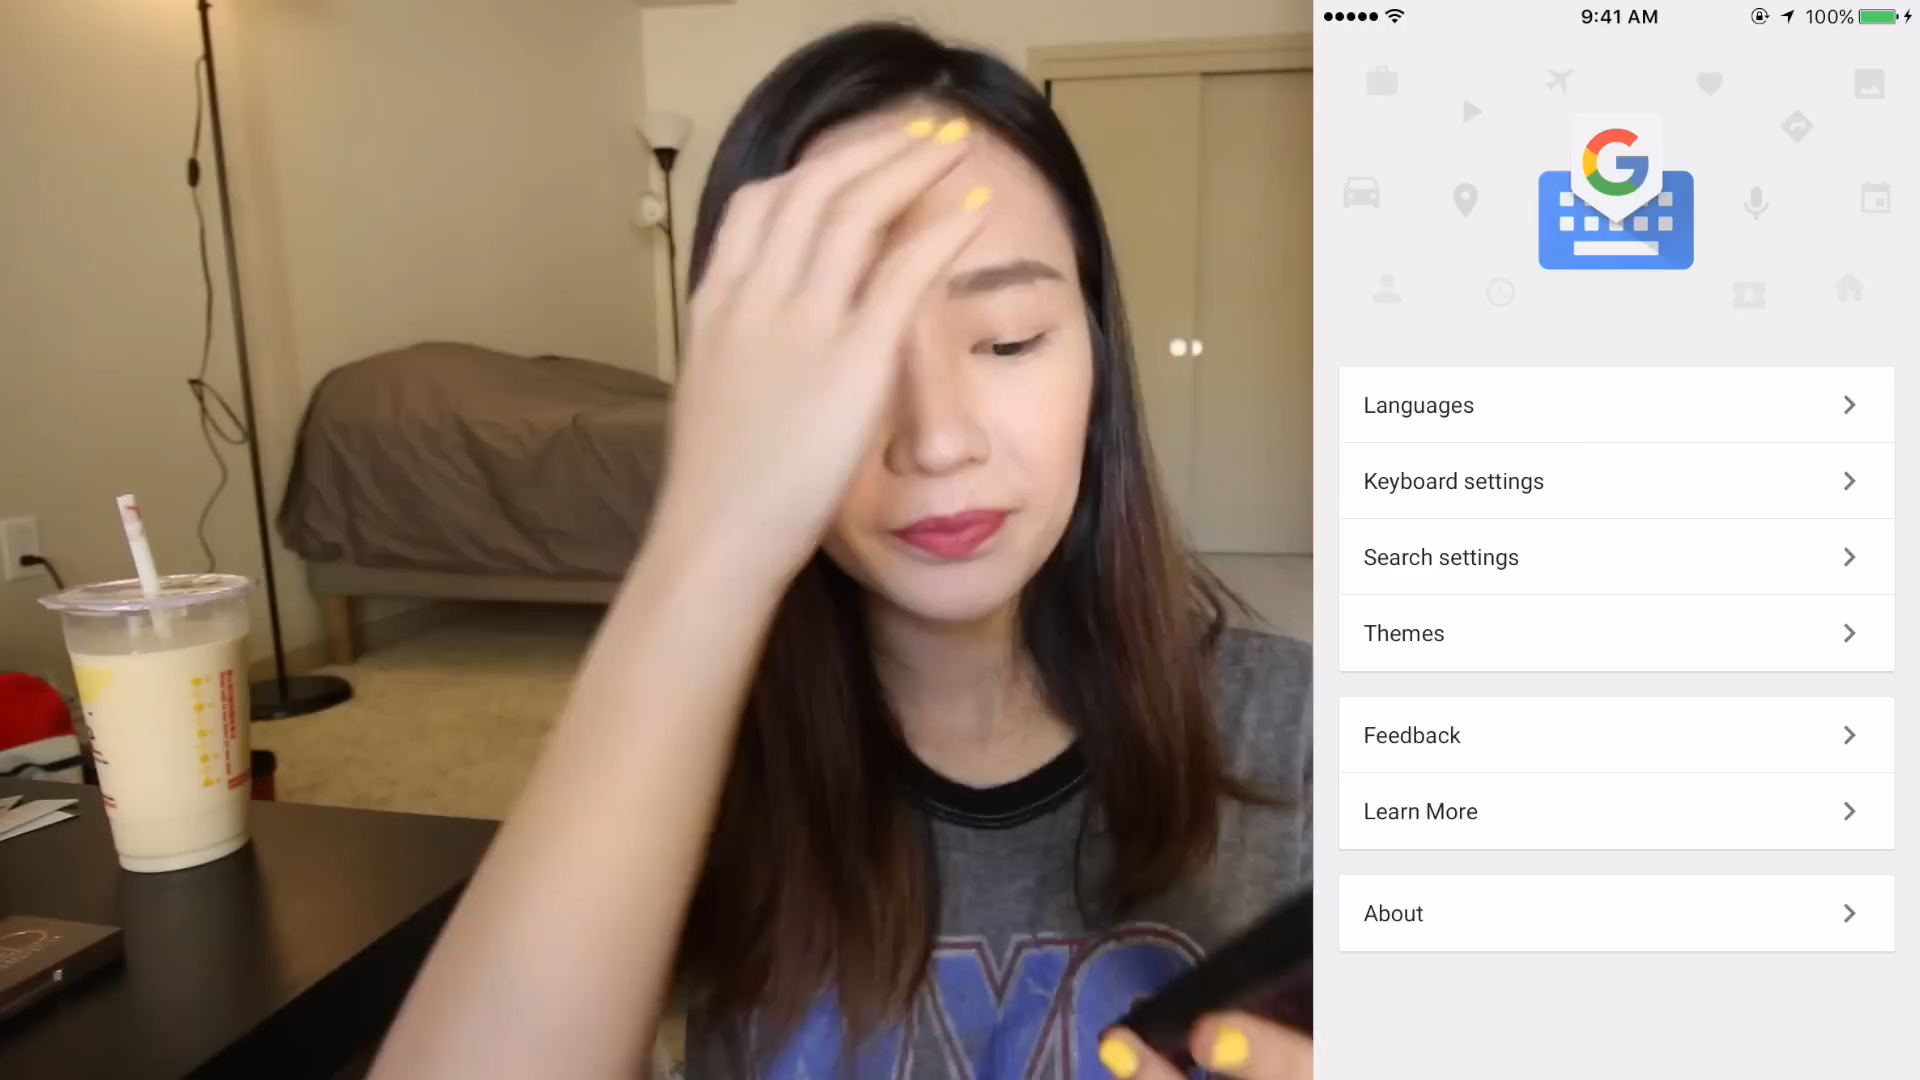 9:41 AM
100%
G
Languages
Keyboard settings
Search settings
Themes
Feedback
Learn More
About